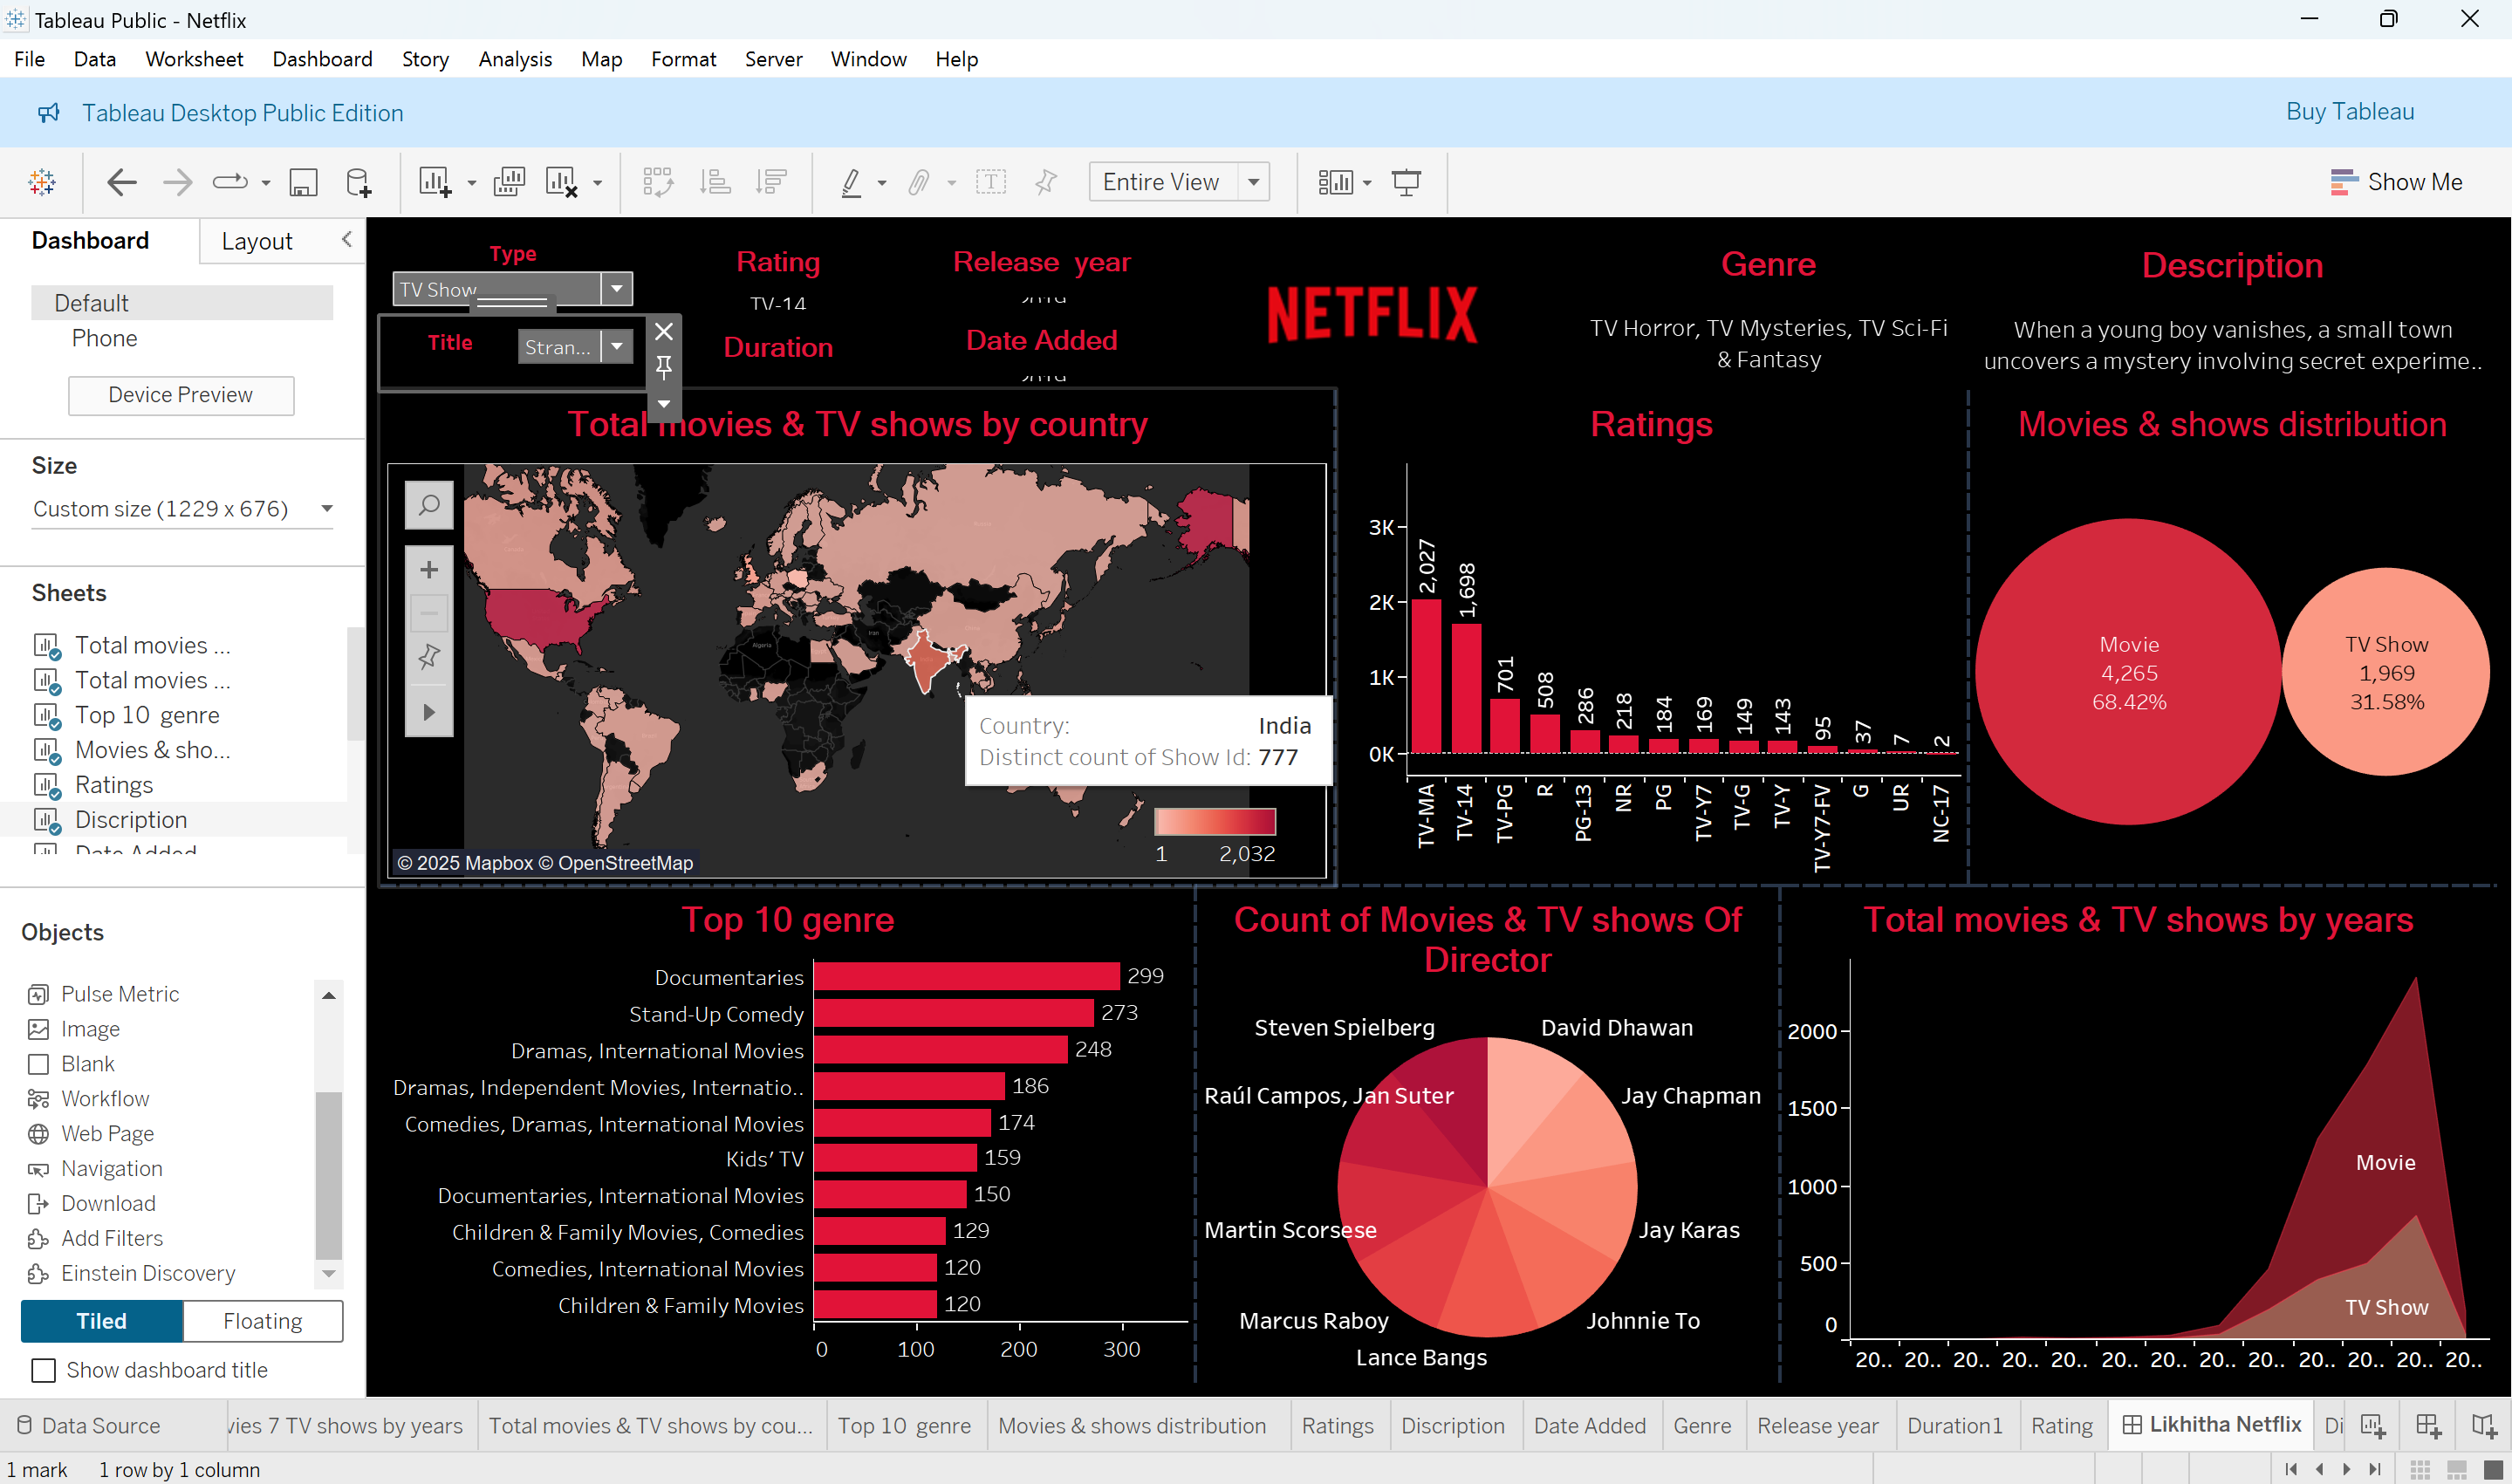 Tableau Public - Netflix
File Data Worksheet Dashboard Story Analysis Map Format Server Window Help
Tableau Desktop Public Edition
Buy Tableau
Entire View
Show Me
Dashboard
Layout
Default
Phone
Device Preview
Size
Custom size (1229 x 676)
Sheets
Total movies ...
Total movies ...
Top 10 genre
Movies & sho...
Ratings
Discription
Date Added
Objects
Pulse Metric
Image
Blank
Workflow
Web Page
Navigation
Download
Add Filters
Einstein Discovery
Tiled
Floating
Show dashboard title
Type
TV Show
Title
Stran...
Rating
TV-14
Duration
Release year
Date Added
NETFLIX
Genre
TV Horror, TV Mysteries, TV Sci-Fi
& Fantasy
Description
When a young boy vanishes, a small town
uncovers a mystery involving secret experime..
Total movies & TV shows by country
Country: India
Distinct count of Show Id: 777
1 2,032
© 2025 Mapbox © OpenStreetMap
Ratings
3K
2K
1K
0K
2,027
1,698
701
508
286
218
184
169
149
143
95
37
7
2
TV-MA
TV-14
TV-PG
R
PG-13
NR
PG
TV-Y7
TV-G
TV-Y
TV-Y7-FV
G
UR
NC-17
Movies & shows distribution
Movie
4,265
68.42%
TV Show
1,969
31.58%
Top 10 genre
Documentaries 299
Stand-Up Comedy 273
Dramas, International Movies 248
Dramas, Independent Movies, Internatio.. 186
Comedies, Dramas, International Movies 174
Kids' TV 159
Documentaries, International Movies 150
Children & Family Movies, Comedies 129
Comedies, International Movies 120
Children & Family Movies 120
0 100 200 300
Count of Movies & TV shows Of
Director
Steven Spielberg
David Dhawan
Raúl Campos, Jan Suter
Jay Chapman
Martin Scorsese
Jay Karas
Marcus Raboy
Johnnie To
Lance Bangs
Total movies & TV shows by years
2000
1500
1000
500
0
Movie
TV Show
20.. 20.. 20.. 20.. 20.. 20.. 20.. 20.. 20.. 20.. 20.. 20.. 20..
Data Source
vies 7 TV shows by years
Total movies & TV shows by cou...
Top 10 genre
Movies & shows distribution
Ratings
Discription
Date Added
Genre
Release year
Duration1
Rating
Likhitha Netflix
Di
1 mark 1 row by 1 column